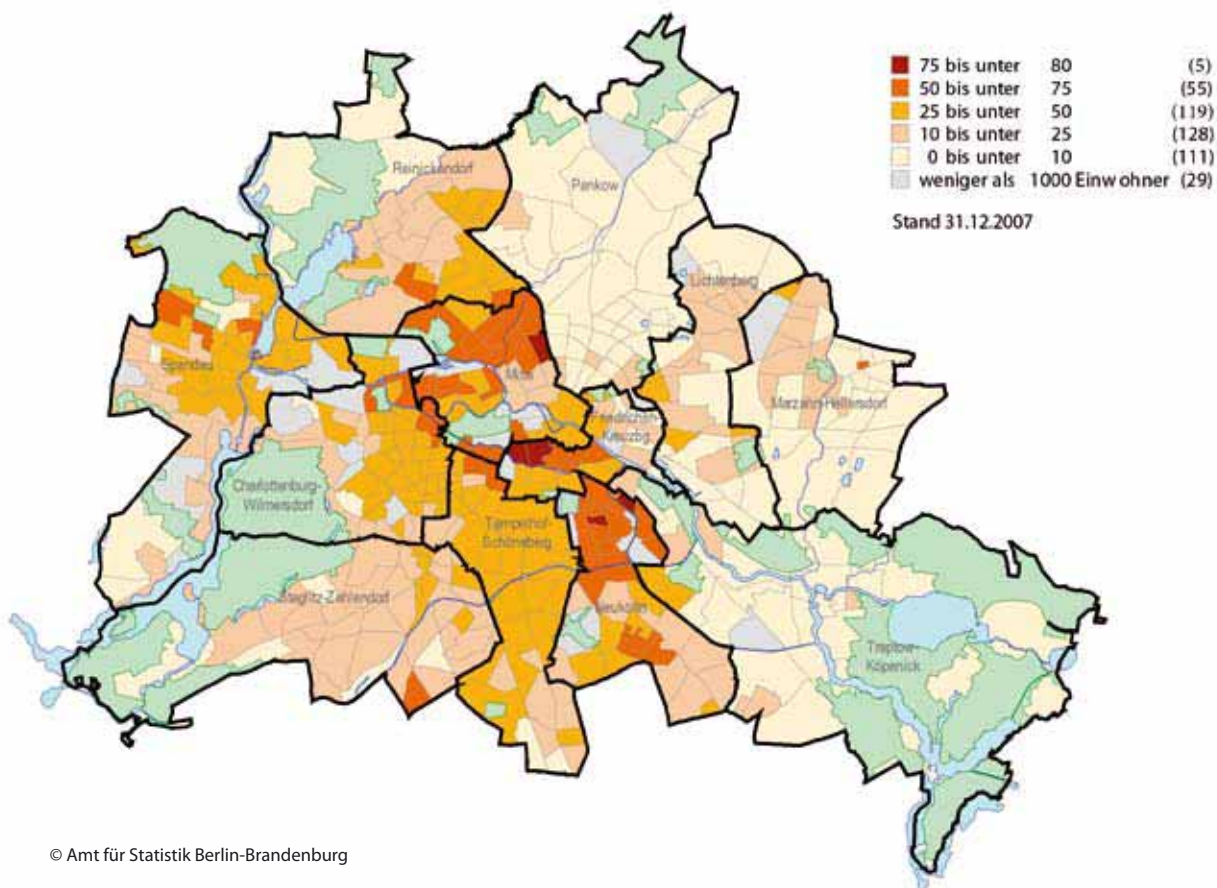 75 bis unter 80 (5)
50 bis unter 75 (55)
25 bis unter 50 (119)
10 bis unter 25 (128)
0 bis unter 10 (111)
weniger als 1000 Einwohner (29)
Stand 31.12.2007
Reinickendorf
Pankow
Lichtenberg
Spandau
Mitte
Marzahn-Hellersdorf
Friedrichsh-
Kreuzbg.
Charlottenburg-
Wilmersdorf
Tempelhof-
Schöneberg
Steglitz-Zehlendorf
Neukölln
Treptow-
Köpenick
© Amt für Statistik Berlin-Brandenburg